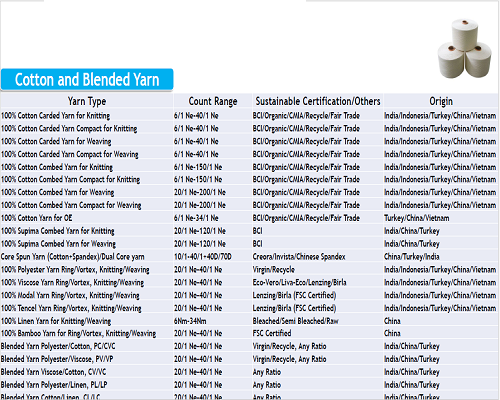 Cotton and Blended Yarn
Yarn Type Count Range Sustainable Certification/Others Origin
100% Cotton Carded Yarn for Knitting 6/1 Ne-40/1 Ne BCI/Organic/CMIA/Recycle/Fair Trade India/Indonesia/Turkey/China/Vietnam
100% Cotton Carded Yarn Compact for Knitting 6/1 Ne-40/1 Ne BCI/Organic/CMIA/Recycle/Fair Trade India/Indonesia/Turkey/China/Vietnam
100% Cotton Carded Yarn for Weaving 6/1 Ne-40/1 Ne BCI/Organic/CMIA/Recycle/Fair Trade India/Indonesia/Turkey/China/Vietnam
100% Cotton Carded Yarn Compact for Weaving 6/1 Ne-40/1 Ne BCI/Organic/CMIA/Recycle/Fair Trade India/Indonesia/Turkey/China/Vietnam
100% Cotton Combed Yarn for Knitting 6/1 Ne-150/1 Ne BCI/Organic/CMIA/Recycle/Fair Trade India/Indonesia/Turkey/China/Vietnam
100% Cotton Combed Yarn Compact for Knitting 6/1 Ne-150/1 Ne BCI/Organic/CMIA/Recycle/Fair Trade India/Indonesia/Turkey/China/Vietnam
100% Cotton Combed Yarn for Weaving 20/1 Ne-200/1 Ne BCI/Organic/CMIA/Recycle/Fair Trade India/Indonesia/Turkey/China/Vietnam
100% Cotton Combed Yarn Compact for Weaving 20/1 Ne-200/1 Ne BCI/Organic/CMIA/Recycle/Fair Trade India/Indonesia/Turkey/China/Vietnam
100% Cotton Yarn for OE 6/1 Ne-34/1 Ne BCI/Organic/CMIA/Recycle/Fair Trade Turkey/China/Vietnam
100% Supima Combed Yarn for Knitting 20/1 Ne-120/1 Ne BCI India/China/Turkey
100% Supima Combed Yarn for Weaving 20/1 Ne-120/1 Ne BCI India/China/Turkey
Core Spun Yarn (Cotton+Spandex)/Dual Core yarn 10/1-40/1+40D/70D Creora/Invista/Chinese Spandex China/Turkey/India
100% Polyester Yarn Ring/Vortex, Knitting/Weaving 20/1 Ne-40/1 Ne Virgin/Recycle India/Indonesia/Turkey/China/Vietnam
100% Viscose Yarn Ring/Vortex, Knitting/Weaving 20/1 Ne-40/1 Ne Eco-Vero/Liva-Eco/Lenzing/Birla India/Indonesia/Turkey/China/Vietnam
100% Modal Yarn Ring/Vortex, Knitting/Weaving 20/1 Ne-40/1 Ne Lenzing/Birla (FSC Certified) India/Indonesia/Turkey/China/Vietnam
100% Tencel Yarn Ring/Vortex, Knitting/Weaving 20/1 Ne-40/1 Ne Lenzing/Birla (FSC Certified) India/Indonesia/Turkey/China/Vietnam
100% Linen Yarn for Knitting/Weaving 6Nm-34Nm Bleached/Semi Bleached/Raw China
100% Bamboo Yarn for Ring/Vortex, Knitting/Weaving 20/1 Ne-40/1 Ne FSC Certified China
Blended Yarn Polyester/Cotton, PC/CVC 20/1 Ne-40/1 Ne Virgin/Recycle, Any Ratio India/China/Turkey
Blended Yarn Polyester/Viscose, PV/VP 20/1 Ne-40/1 Ne Virgin/Recycle, Any Ratio India/China/Turkey
Blended Yarn Viscose/Cotton, CV/VC 20/1 Ne-40/1 Ne Any Ratio India/China/Turkey
Blended Yarn Polyester/Linen, PL/LP 20/1 Ne-40/1 Ne Any Ratio India/China/Turkey
Blended Yarn Cotton/Linen, CL/LC 20/1 Ne-40/1 Ne Any Ratio India/China/Turkey